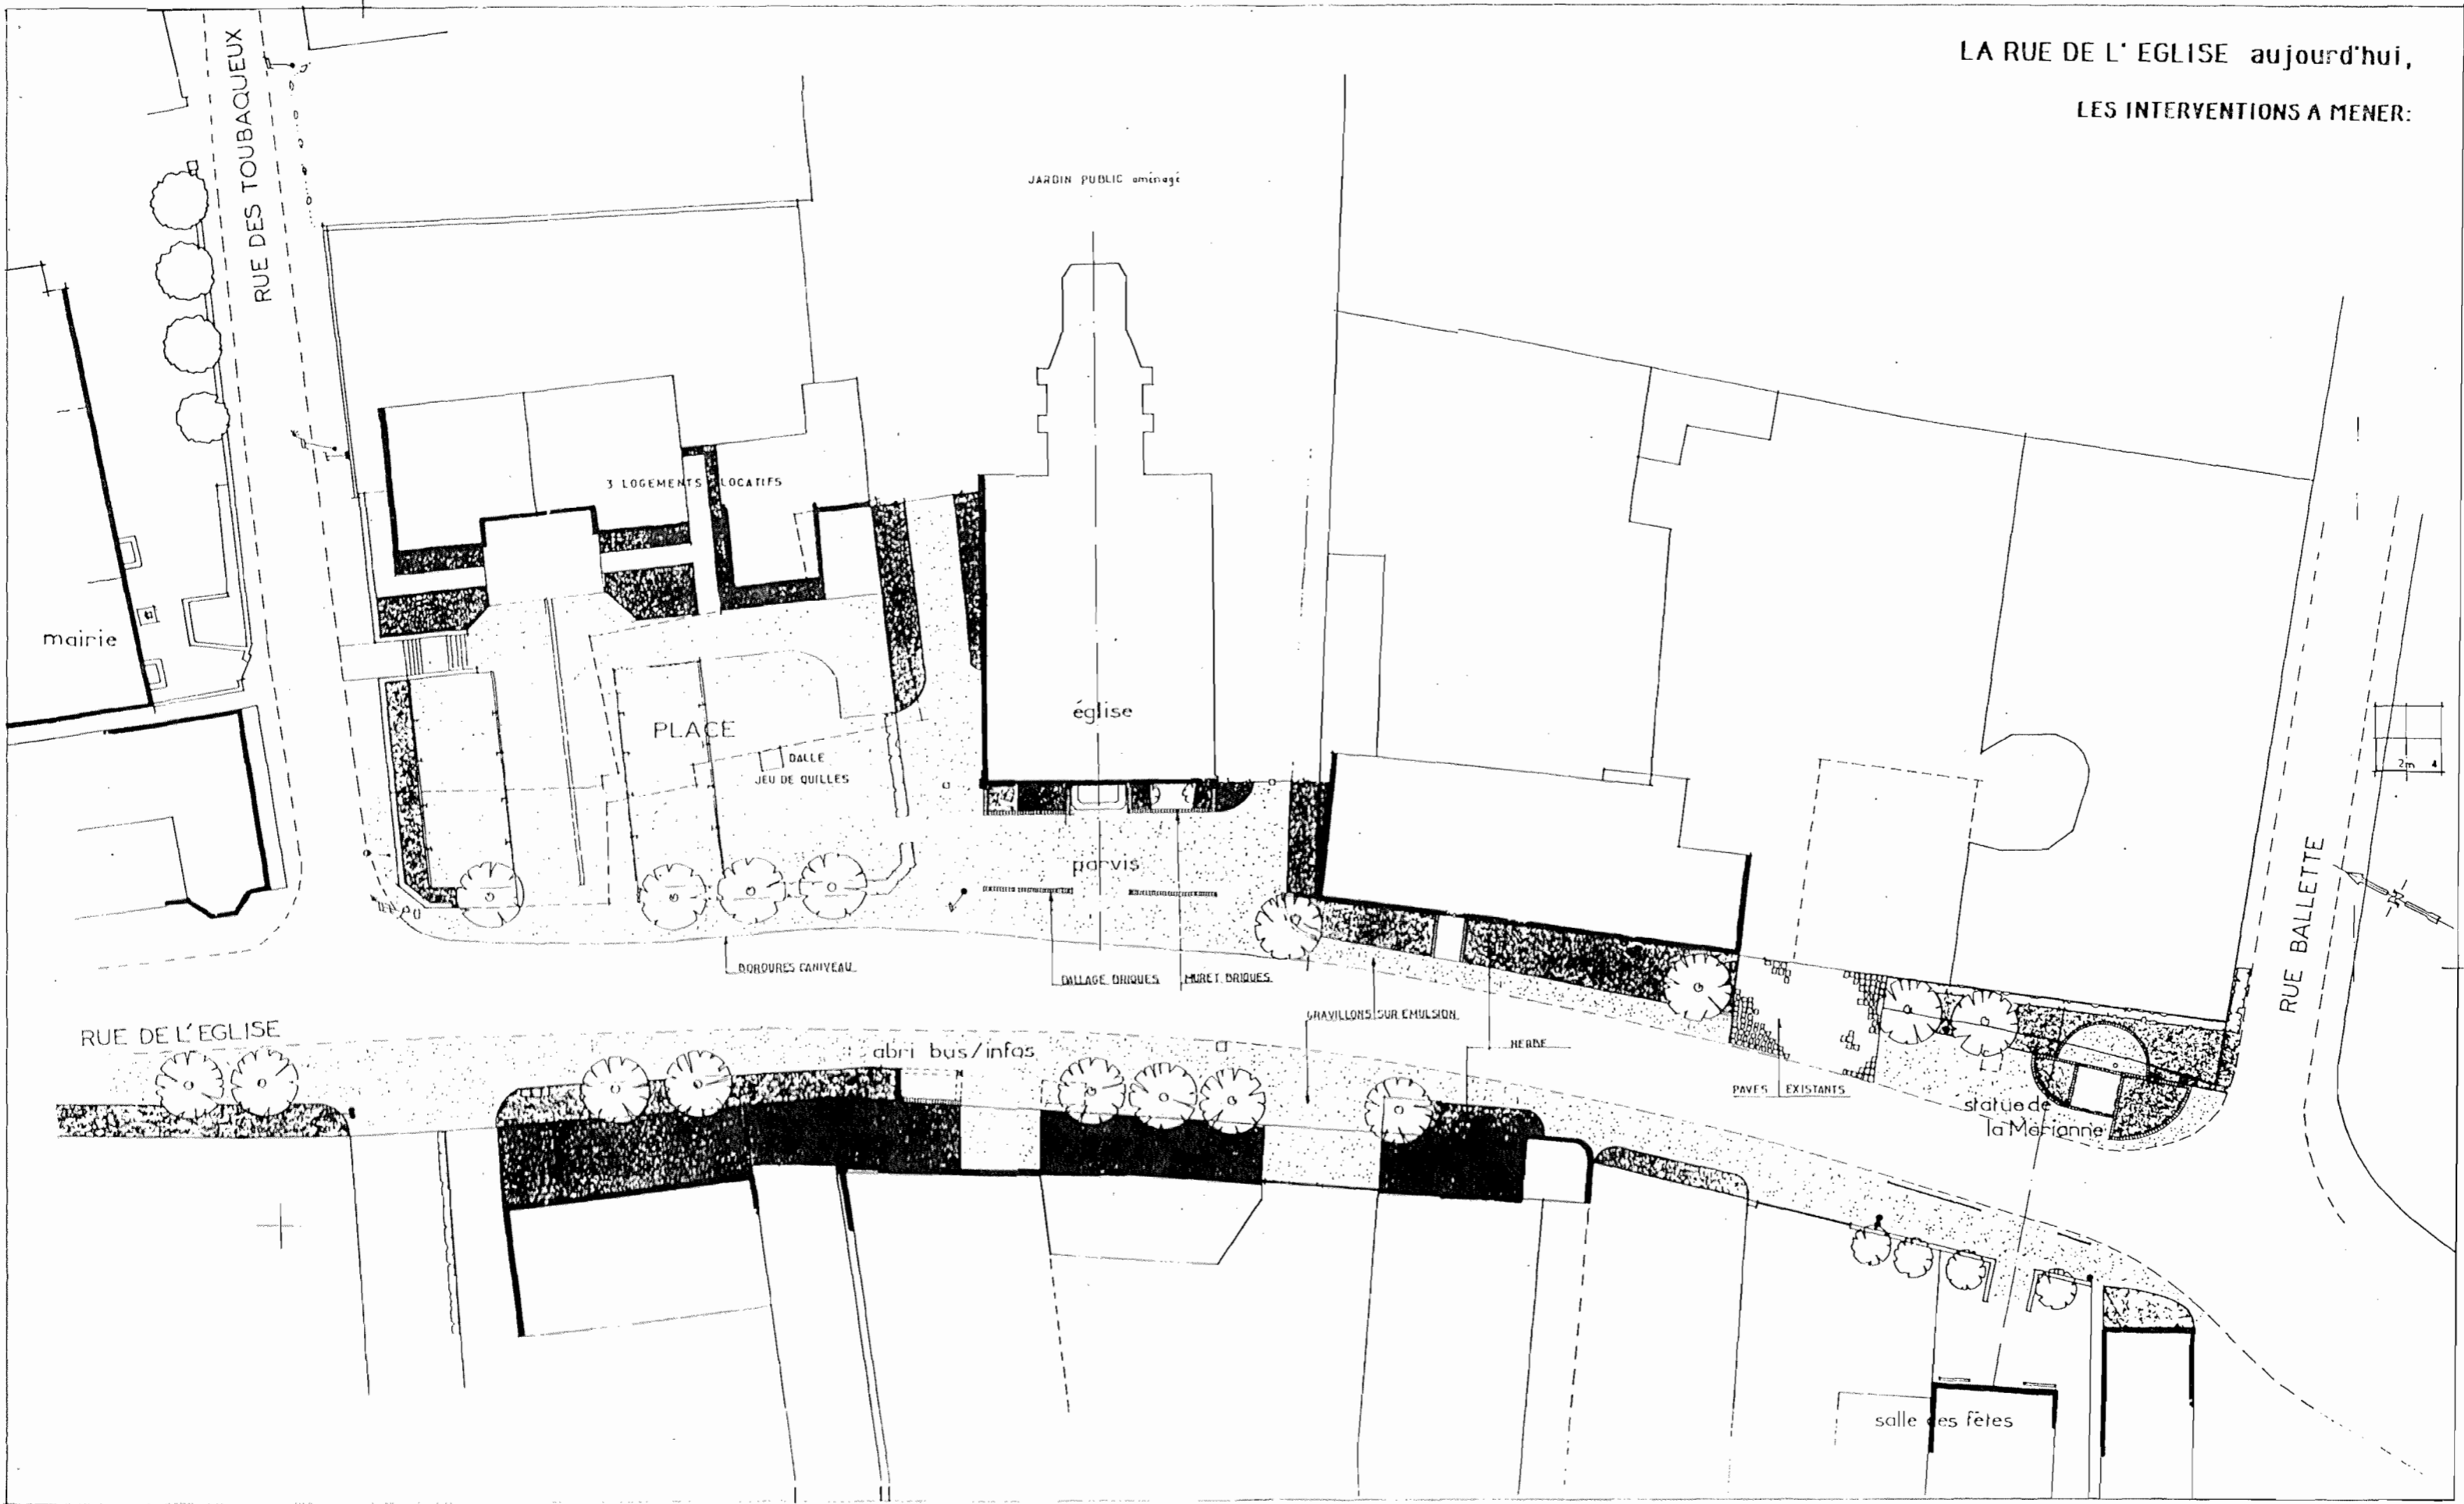 LA RUE DE L' EGLISE aujourd'hui,
LES INTERVENTIONS A MENER:
RUE DES TOUBAQUEUX
JARDIN PUBLIC aménagé
3 LOGEMENTS LOCATIFS
mairie
église
PLACE
DALLE
JEU DE QUILLES
2m 4
parvis
RUE BALLETTE
N
BORDURES CANIVEAU
DALLAGE BRIQUES
MURET BRIQUES
GRAVILLONS SUR EMULSION
RUE DE L'EGLISE
abri bus/infos
HERBE
PAVES EXISTANTS
statue de
la Marianne
salle des fêtes